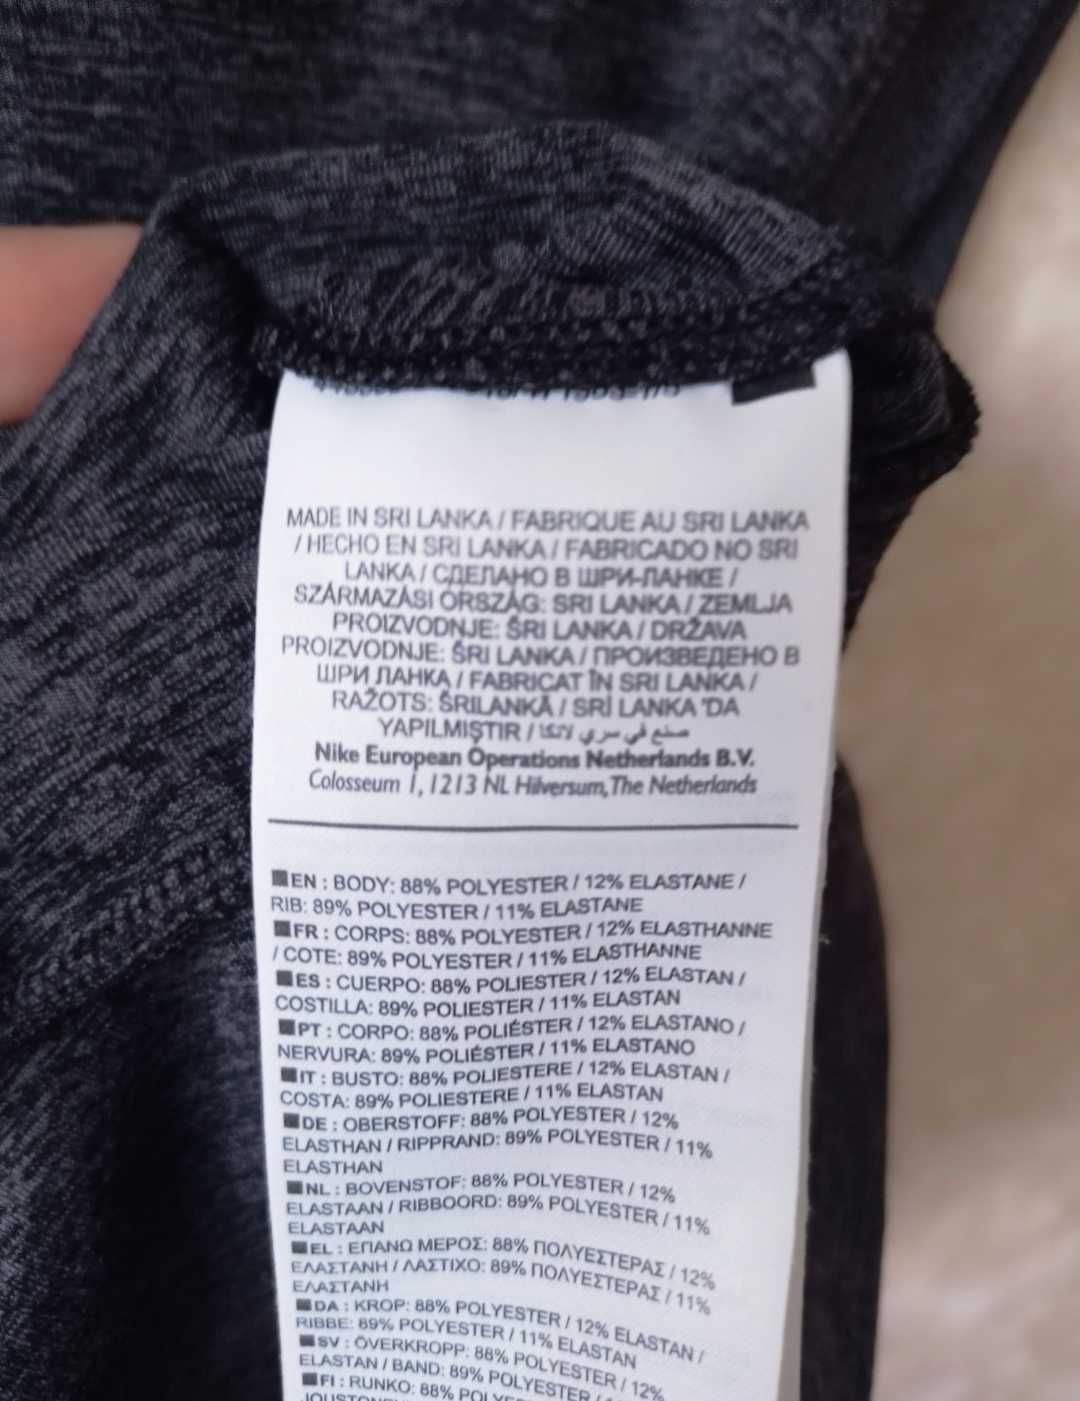 MADE IN SRI LANKA / FABRIQUE AU SRI LANKA
/ HECHO EN SRI LANKA / FABRICADO NO SRI
LANKA / СДЕЛАНО В ШРИ-ЛАНКЕ /
SZÁRMAZÁSI ORSZÁG: SRI LANKA / ZEMLJA
PROIZVODNJE: ŠRI LANKA / DRŽAVA
PROIZVODNJE: ŠRI LANKA / ПРОИЗВЕДЕНО В
ШРИ ЛАНКА / FABRICAT ÎN SRI LANKA /
RAŽOTS: ŠRILANKĀ / SRİ LANKA 'DA
YAPILMIŞTIR / صنع في سري لانكا
Nike European Operations Netherlands B.V.
Colosseum 1, 1213 NL Hilversum, The Netherlands
EN : BODY: 88% POLYESTER / 12% ELASTANE /
RIB: 89% POLYESTER / 11% ELASTANE
FR : CORPS: 88% POLYESTER / 12% ELASTHANNE
/ COTE: 89% POLYESTER / 11% ELASTHANNE
ES : CUERPO: 88% POLIESTER / 12% ELASTAN /
COSTILLA: 89% POLIESTER / 11% ELASTAN
PT : CORPO: 88% POLIÉSTER / 12% ELASTANO /
NERVURA: 89% POLIÉSTER / 11% ELASTANO
IT : BUSTO: 88% POLIESTERE / 12% ELASTAN /
COSTA: 89% POLIESTERE / 11% ELASTAN
DE : OBERSTOFF: 88% POLYESTER / 12%
ELASTHAN / RIPPRAND: 89% POLYESTER / 11%
ELASTHAN
NL : BOVENSTOF: 88% POLYESTER / 12%
ELASTAAN / RIBBOORD: 89% POLYESTER / 11%
ELASTAAN
EL : ΕΠΑΝΩ ΜΕΡΟΣ: 88% ΠΟΛΥΕΣΤΕΡΑΣ / 12%
ΕΛΑΣΤΑΝΗ / ΛΑΣΤΙΧΟ: 89% ΠΟΛΥΕΣΤΕΡΑΣ / 11%
ΕΛΑΣΤΑΝΗ
DA : KROP: 88% POLYESTER / 12% ELASTAN /
RIBBE: 89% POLYESTER / 11% ELASTAN
SV : ÖVERKROPP: 88% POLYESTER / 12%
ELASTAN / BAND: 89% POLYESTER /
FI : RUNKO: 88%